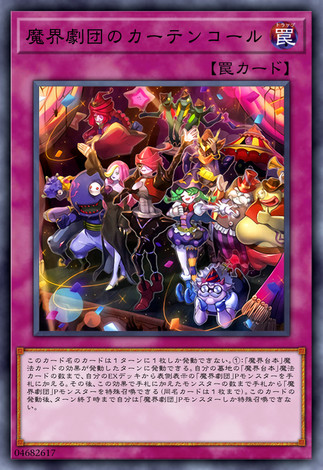 魔界劇団のカーテンコール
トラップ
罠
【罠カード】
このカード名のカードは1ターンに1枚しか発動できない。①:「魔界台本」魔
法カードの効果が発動したターンに発動できる。自分の墓地の「魔界台本」魔法
カードの数まで、自分のEXデッキから表側表示の「魔界劇団」Pモンスターを手
札に加える。その後、この効果で手札に加えたモンスターの数まで手札から「魔
界劇団」Pモンスターを特殊召喚できる(同名カードは1枚まで)。このカードの
発動後、ターン終了時まで自分は「魔界劇団」Pモンスターしか特殊召喚できな
い。
04682617